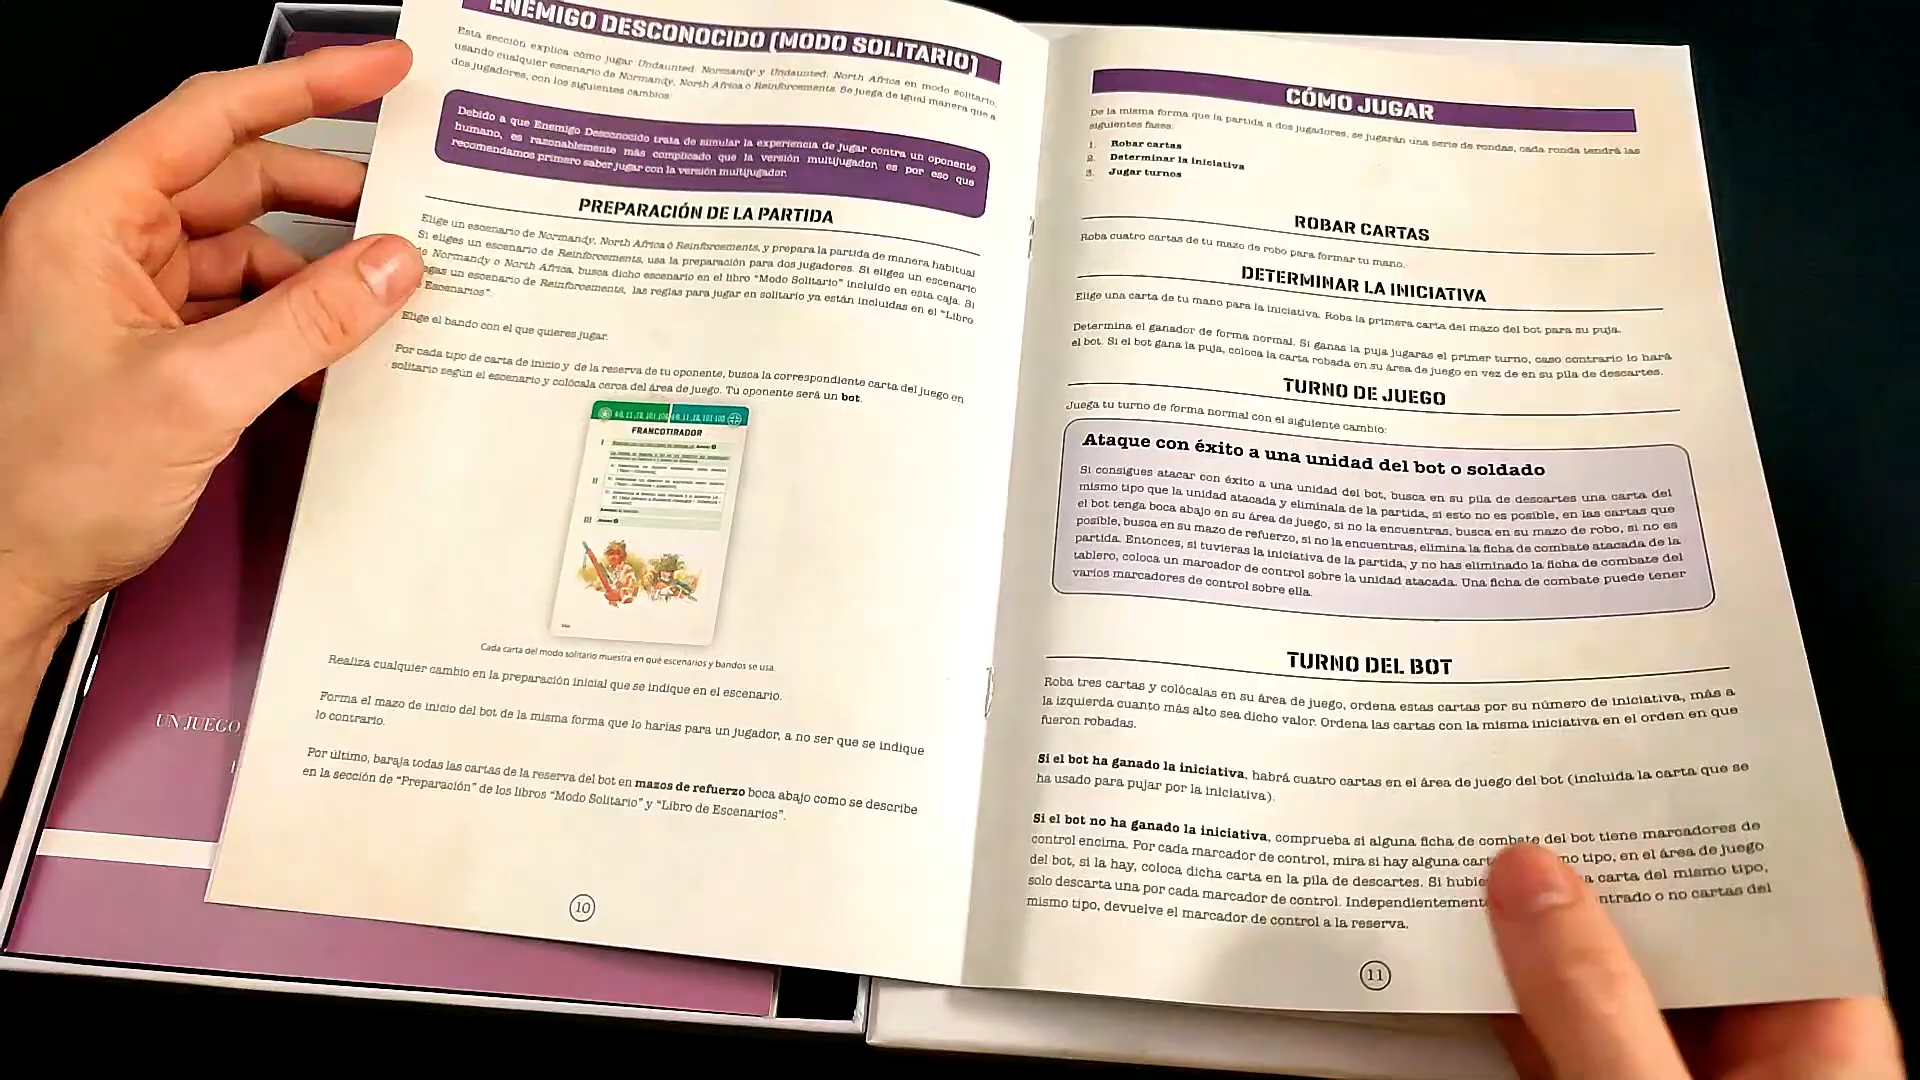 ENEMIGO DESCONOCIDO (MODO SOLITARIO)
Esta sección explica cómo jugar Undaunted: Normandy y Undaunted: North Africa en modo solitario,
usando cualquier escenario de Normandy, North Africa o Reinforcements. Se juega de igual manera que a
dos jugadores, con los siguientes cambios:
Debido a que Enemigo Desconocido trata de simular la experiencia de jugar contra un oponente
humano, es razonablemente más complicado que la versión multijugador, es por eso que
recomendamos primero saber jugar con la versión multijugador.
PREPARACIÓN DE LA PARTIDA
Elige un escenario de Normandy, North Africa ó Reinforcements, y prepara la partida de manera habitual
Si eliges un escenario de Reinforcements, usa la preparación para dos jugadores. Si eliges un escenario
Normandy o North Africa, busca dicho escenario en el libro "Modo Solitario" incluido en esta caja. Si
un escenario de Reinforcements, las reglas para jugar en solitario ya están incluidas en el "Libro
Escenarios".
Elige el bando con el que quieres jugar.
Por cada tipo de carta de inicio y de la reserva de tu oponente, busca la correspondiente carta del juego en
solitario según el escenario y colócala cerca del área de juego. Tu oponente será un bot.
FRANCOTIRADOR
I
II
III
Cada carta del modo solitario muestra en qué escenarios y bandos se usa.
Realiza cualquier cambio en la preparación inicial que se indique en el escenario.
Forma el mazo de inicio del bot de la misma forma que lo harías para un jugador, a no ser que se indique
lo contrario.
Por último, baraja todas las cartas de la reserva del bot en mazos de refuerzo boca abajo como se describe
en la sección de "Preparación" de los libros "Modo Solitario" y "Libro de Escenarios".
10
UN JUEGO
CÓMO JUGAR
De la misma forma que la partida a dos jugadores, se jugarán una serie de rondas, cada ronda tendrá las
siguientes fases:
1. Robar cartas
2. Determinar la iniciativa
3. Jugar turnos
ROBAR CARTAS
Roba cuatro cartas de tu mazo de robo para formar tu mano.
DETERMINAR LA INICIATIVA
Elige una carta de tu mano para la iniciativa. Roba la primera carta del mazo del bot para su puja.
Determina el ganador de forma normal. Si ganas la puja jugaras el primer turno, caso contrario lo hará
el bot. Si el bot gana la puja, coloca la carta robada en su área de juego en vez de en su pila de descartes.
TURNO DE JUEGO
Juega tu turno de forma normal con el siguiente cambio:
Ataque con éxito a una unidad del bot o soldado
Si consigues atacar con éxito a una unidad del bot, busca en su pila de descartes una carta del
mismo tipo que la unidad atacada y elimínala de la partida, si esto no es posible, en las cartas que
el bot tenga boca abajo en su área de juego, si no la encuentras, busca en su mazo de robo, si no es
posible, busca en su mazo de refuerzo, si no la encuentras, elimina la ficha de combate atacada de la
partida. Entonces, si tuvieras la iniciativa de la partida, y no has eliminado la ficha de combate del
tablero, coloca un marcador de control sobre la unidad atacada. Una ficha de combate puede tener
varios marcadores de control sobre ella.
TURNO DEL BOT
Roba tres cartas y colócalas en su área de juego, ordena estas cartas por su número de iniciativa, más a
la izquierda cuanto más alto sea dicho valor. Ordena las cartas con la misma iniciativa en el orden en que
fueron robadas.
Si el bot ha ganado la iniciativa, habrá cuatro cartas en el área de juego del bot (incluida la carta que se
ha usado para pujar por la iniciativa).
Si el bot no ha ganado la iniciativa, comprueba si alguna ficha de combate del bot tiene marcadores de
control encima. Por cada marcador de control, mira si hay alguna tipo, en el área de juego
del bot, si la hay, coloca dicha carta en la pila de descartes. Si carta del mismo tipo,
solo descarta una por cada marcador de control. o no cartas del
mismo tipo, devuelve el marcador de control a la reserva.
11